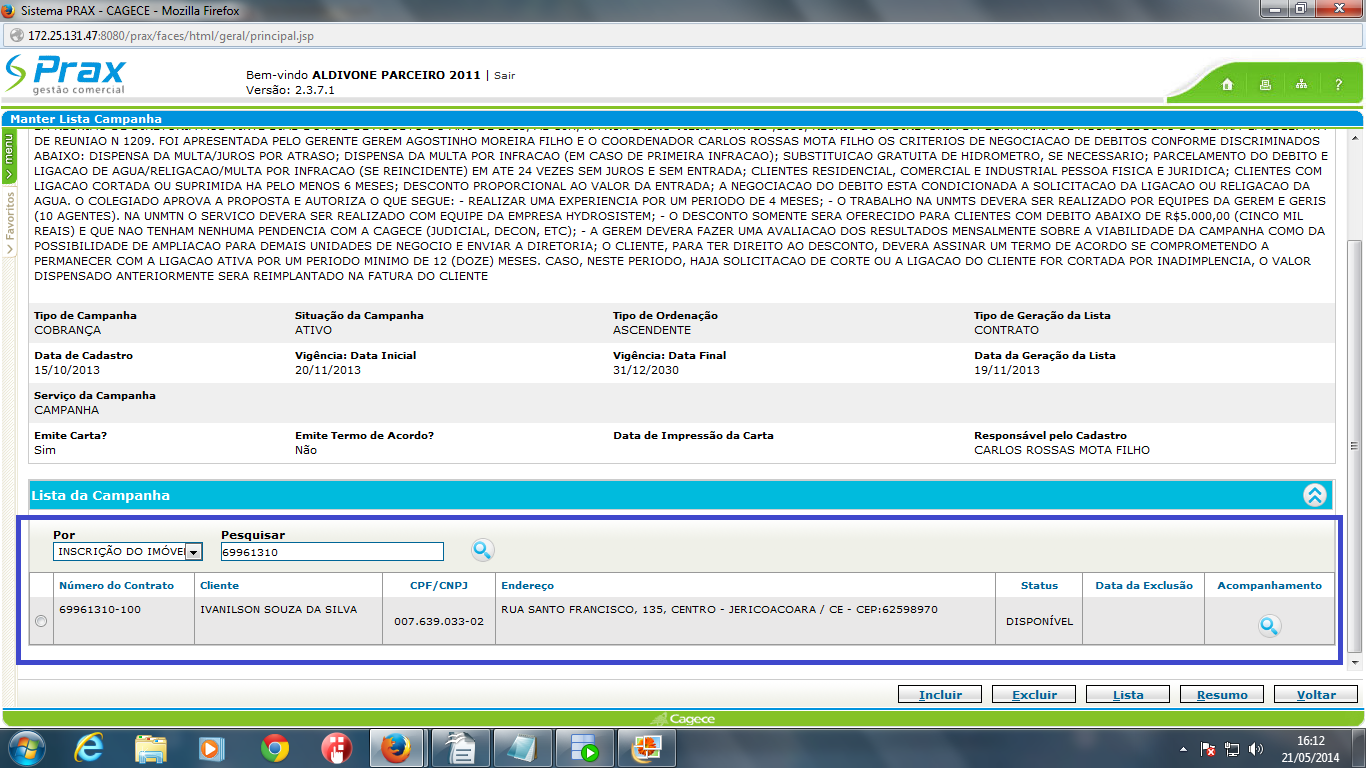 Sistema PRAX - CAGECE - Mozilla Firefox
172.25.131.47:8080/prax/faces/html/geral/principal.jsp
Prax
gestão comercial
Bem-vindo ALDIVONE PARCEIRO 2011 | Sair
Versão: 2.3.7.1
?
Manter Lista Campanha
menu
Favoritos
DE REUNIAO N 1209. FOI APRESENTADA PELO GERENTE GEREM AGOSTINHO MOREIRA FILHO E O COORDENADOR CARLOS ROSSAS MOTA FILHO OS CRITERIOS DE NEGOCIACAO DE DEBITOS CONFORME DISCRIMINADOS
ABAIXO: DISPENSA DA MULTA/JUROS POR ATRASO; DISPENSA DA MULTA POR INFRACAO (EM CASO DE PRIMEIRA INFRACAO); SUBSTITUICAO GRATUITA DE HIDROMETRO, SE NECESSARIO; PARCELAMENTO DO DEBITO E
LIGACAO DE AGUA/RELIGACAO/MULTA POR INFRACAO (SE REINCIDENTE) EM ATE 24 VEZES SEM JUROS E SEM ENTRADA; CLIENTES RESIDENCIAL, COMERCIAL E INDUSTRIAL PESSOA FISICA E JURIDICA; CLIENTES COM
LIGACAO CORTADA OU SUPRIMIDA HA PELO MENOS 6 MESES; DESCONTO PROPORCIONAL AO VALOR DA ENTRADA; A NEGOCIACAO DO DEBITO ESTA CONDICIONADA A SOLICITACAO DA LIGACAO OU RELIGACAO DA
AGUA. O COLEGIADO APROVA A PROPOSTA E AUTORIZA O QUE SEGUE: - REALIZAR UMA EXPERIENCIA POR UM PERIODO DE 4 MESES; - O TRABALHO NA UNMTS DEVERA SER REALIZADO POR EQUIPES DA GEREM E GERIS
(10 AGENTES). NA UNMTN O SERVICO DEVERA SER REALIZADO COM EQUIPE DA EMPRESA HYDROSISTEM; - O DESCONTO SOMENTE SERA OFERECIDO PARA CLIENTES COM DEBITO ABAIXO DE R$5.000,00 (CINCO MIL
REAIS) E QUE NAO TENHAM NENHUMA PENDENCIA COM A CAGECE (JUDICIAL, DECON, ETC); - A GEREM DEVERA FAZER UMA AVALIACAO DOS RESULTADOS MENSALMENTE SOBRE A VIABILIDADE DA CAMPANHA COMO DA
POSSIBILIDADE DE AMPLIACAO PARA DEMAIS UNIDADES DE NEGOCIO E ENVIAR A DIRETORIA; O CLIENTE, PARA TER DIREITO AO DESCONTO, DEVERA ASSINAR UM TERMO DE ACORDO SE COMPROMETENDO A
PERMANECER COM A LIGACAO ATIVA POR UM PERIODO MINIMO DE 12 (DOZE) MESES. CASO, NESTE PERIODO, HAJA SOLICITACAO DE CORTE OU A LIGACAO DO CLIENTE FOR CORTADA POR INADIMPLENCIA, O VALOR
DISPENSADO ANTERIORMENTE SERA REIMPLANTADO NA FATURA DO CLIENTE
Tipo de Campanha Situação da Campanha Tipo de Ordenação Tipo de Geração da Lista
COBRANÇA ATIVO ASCENDENTE CONTRATO
Data de Cadastro Vigência: Data Inicial Vigência: Data Final Data da Geração da Lista
15/10/2013 20/11/2013 31/12/2030 19/11/2013
Serviço da Campanha
CAMPANHA
Emite Carta? Emite Termo de Acordo? Data de Impressão da Carta Responsável pelo Cadastro
Sim Não CARLOS ROSSAS MOTA FILHO
Lista da Campanha
Por Pesquisar
INSCRIÇÃO DO IMÓVE 69961310
Número do Contrato Cliente CPF/CNPJ Endereço Status Data da Exclusão Acompanhamento
69961310-100 IVANILSON SOUZA DA SILVA 007.639.033-02 RUA SANTO FRANCISCO, 135, CENTRO - JERICOACOARA / CE - CEP:62598970 DISPONÍVEL
Incluir Excluir Lista Resumo Voltar
Cagece
16:12
21/05/2014